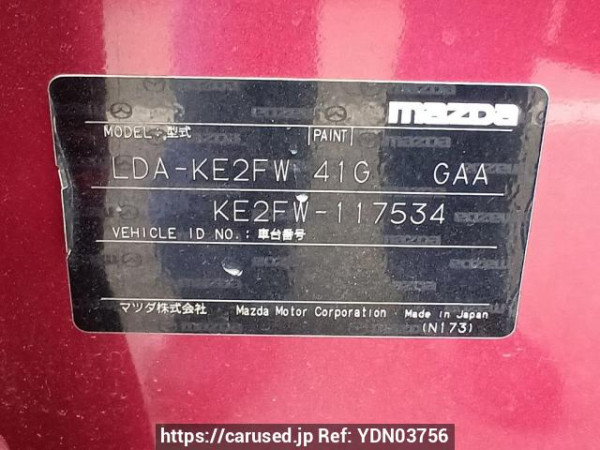 mazda
MODEL・型式 PAINT
LDA-KE2FW 41G GAA
KE2FW-117534
VEHICLE ID NO.: 車台番号
マツダ株式会社 Mazda Motor Corporation - Made in Japan
(N173)
https://carused.jp Ref: YDN03756